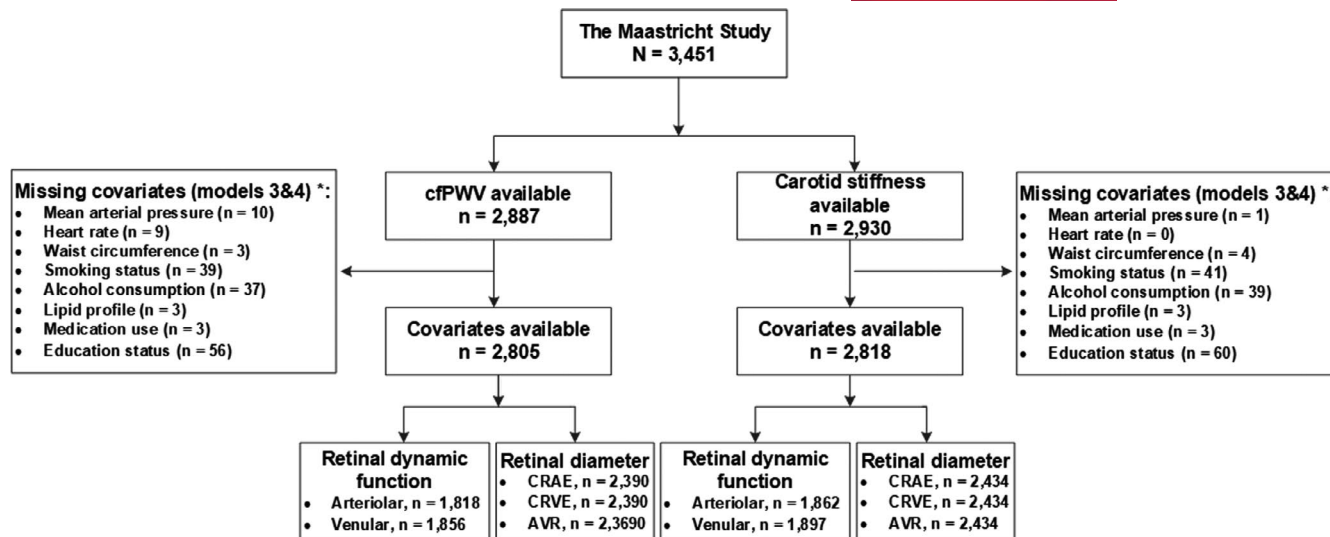 The Maastricht Study
N = 3,451
Missing covariates (models 3&4) *:
• Mean arterial pressure (n = 10)
• Heart rate (n = 9)
• Waist circumference (n = 3)
• Smoking status (n = 39)
• Alcohol consumption (n = 37)
• Lipid profile (n = 3)
• Medication use (n = 3)
• Education status (n = 56)
cfPWV available
n = 2,887
Carotid stiffness
available
n = 2,930
Missing covariates (models 3&4) *
• Mean arterial pressure (n = 1)
• Heart rate (n = 0)
• Waist circumference (n = 4)
• Smoking status (n = 41)
• Alcohol consumption (n = 39)
• Lipid profile (n = 3)
• Medication use (n = 3)
• Education status (n = 60)
Covariates available
n = 2,805
Covariates available
n = 2,818
Retinal dynamic
function
• Arteriolar, n = 1,818
• Venular, n = 1,856
Retinal diameter
• CRAE, n = 2,390
• CRVE, n = 2,390
• AVR, n = 2,3690
Retinal dynamic
function
• Arteriolar, n = 1,862
• Venular, n = 1,897
Retinal diameter
• CRAE, n = 2,434
• CRVE, n = 2,434
• AVR, n = 2,434